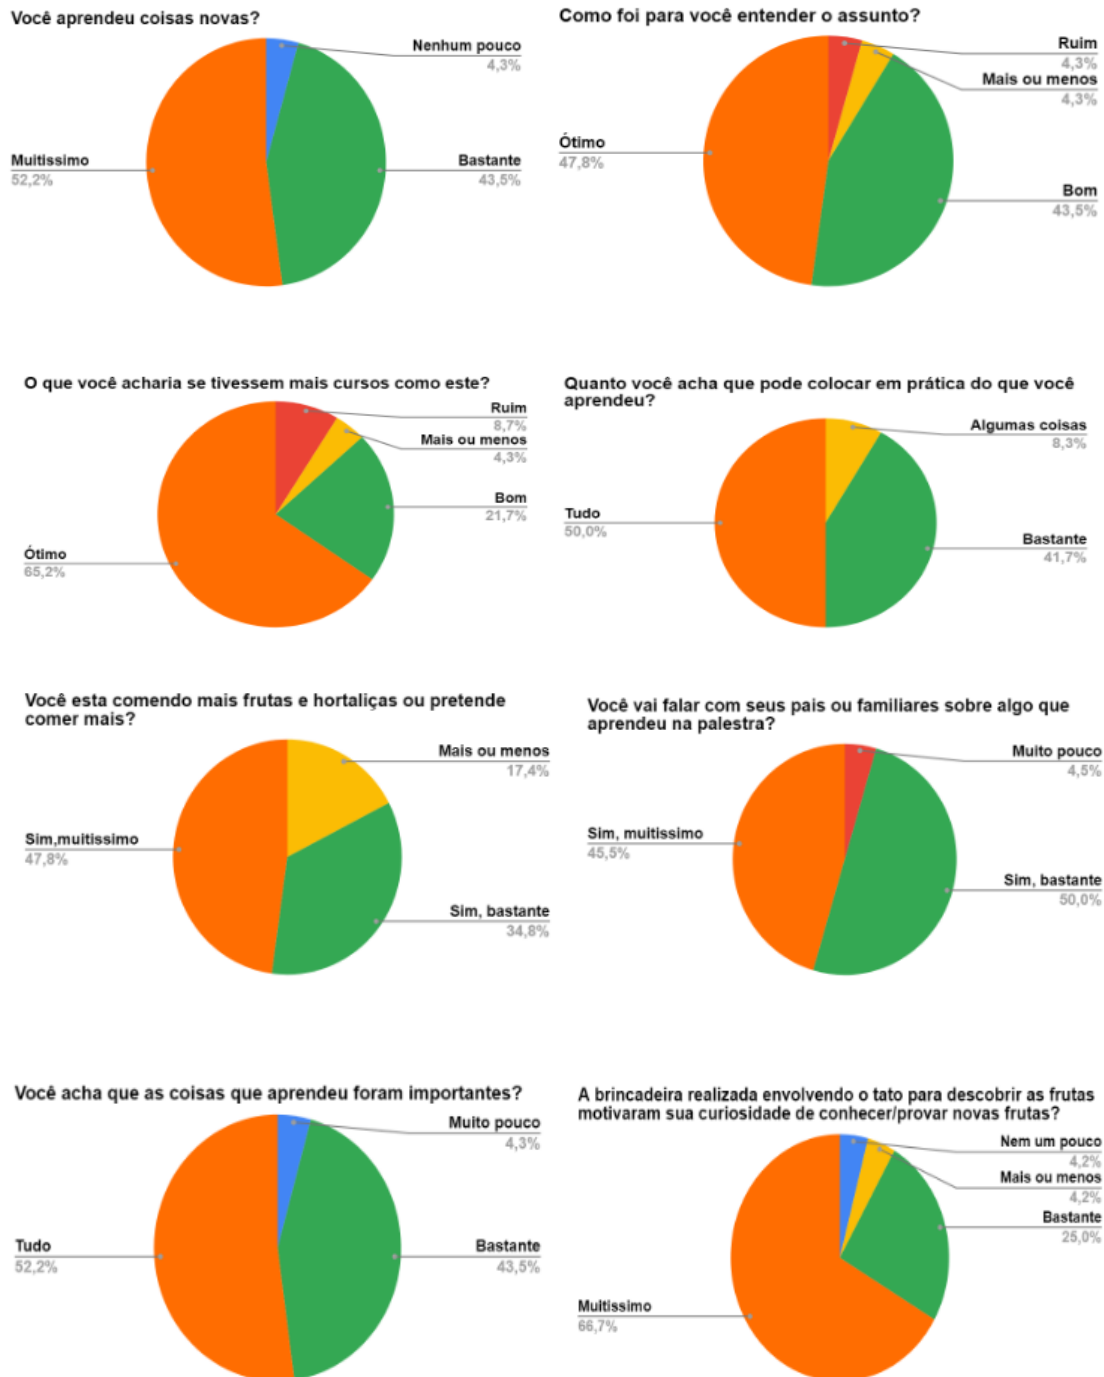 Você aprendeu coisas novas?
Nenhum pouco
4,3%
Muitissimo
52,2%
Bastante
43,5%
Como foi para você entender o assunto?
Ruim
4,3%
Mais ou menos
4,3%
Ótimo
47,8%
Bom
43,5%
O que você acharia se tivessem mais cursos como este?
Ruim
8,7%
Mais ou menos
4,3%
Bom
21,7%
Ótimo
65,2%
Quanto você acha que pode colocar em prática do que você
aprendeu?
Algumas coisas
8,3%
Tudo
50,0%
Bastante
41,7%
Você esta comendo mais frutas e hortaliças ou pretende
comer mais?
Mais ou menos
17,4%
Sim,muitissimo
47,8%
Sim, bastante
34,8%
Você vai falar com seus pais ou familiares sobre algo que
aprendeu na palestra?
Muito pouco
4,5%
Sim, muitissimo
45,5%
Sim, bastante
50,0%
Você acha que as coisas que aprendeu foram importantes?
Muito pouco
4,3%
Tudo
52,2%
Bastante
43,5%
A brincadeira realizada envolvendo o tato para descobrir as frutas
motivaram sua curiosidade de conhecer/provar novas frutas?
Nem um pouco
4,2%
Mais ou menos
4,2%
Bastante
25,0%
Muitissimo
66,7%